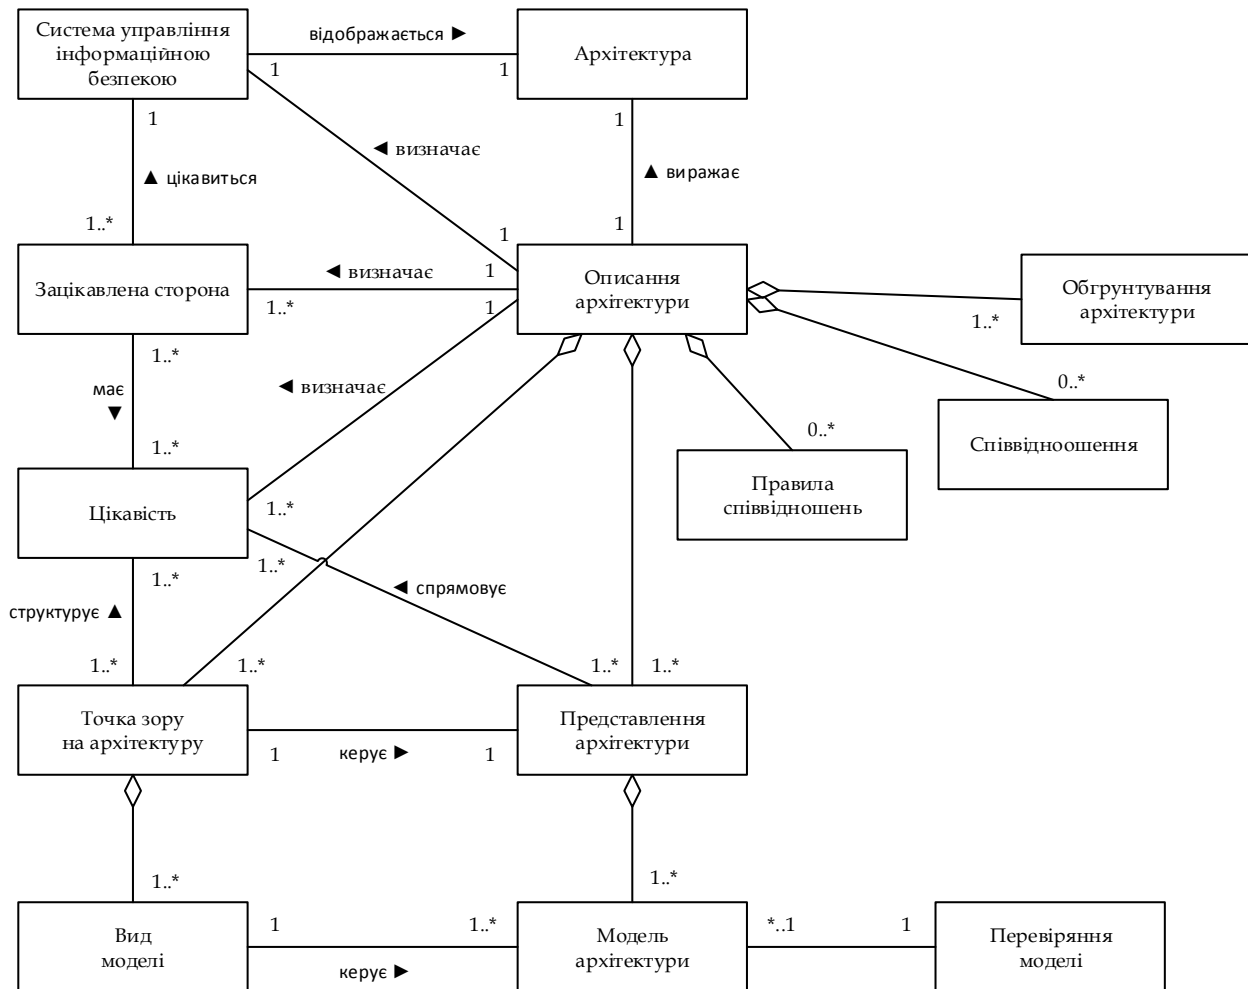 Система управління
інформаційною
безпекою
відображається ►
Архітектура
1
1
1
1
◄ визначає
▲ цікавиться
▲ виражає
1..*
1
1
Зацікавлена сторона
◄ визначає
1
Описання
архітектури
Обгрунтування
архітектури
1..*
1
1..*
1..*
має
▼
◄ визначає
0..*
1..*
0..*
Співвідноошення
Цікавість
1..*
Правила
співвідношень
1..*
1..*
◄ спрямовує
структурує ▲
1..*
1..*
1..*
1..*
Точка зору
на архітектуру
Представлення
архітектури
1
керує ►
1
1..*
1..*
Вид
моделі
1
1..*
Модель
архітектури
*..1
1
Перевіряння
моделі
керує ►